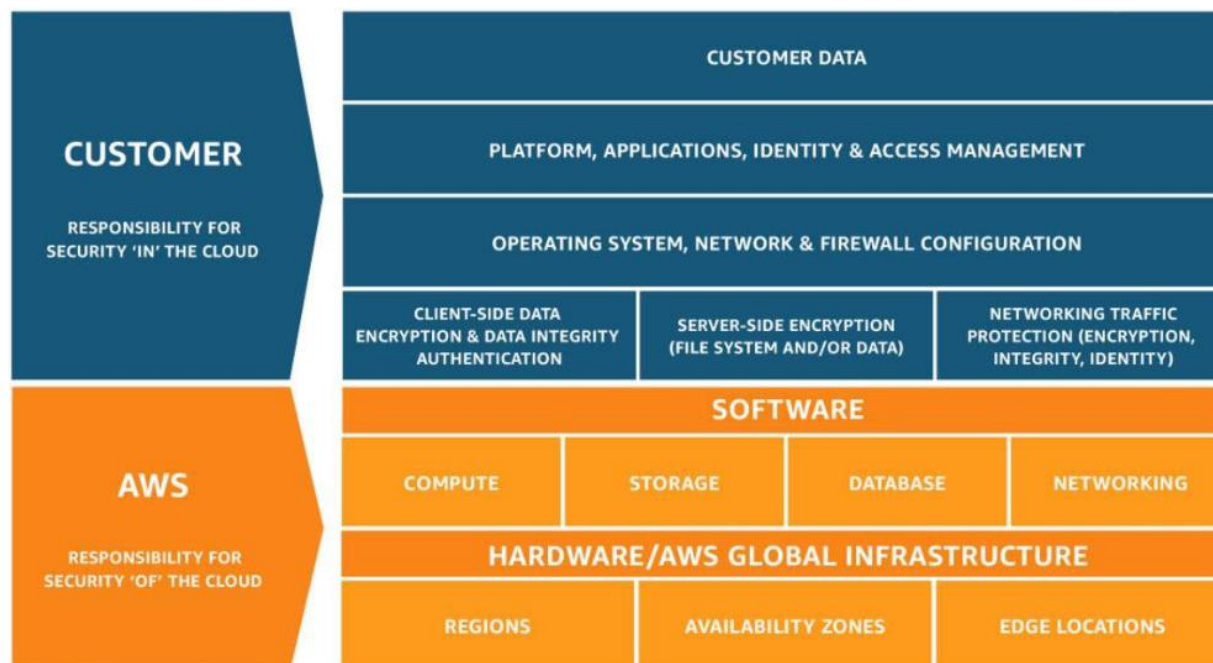 CUSTOMER
RESPONSIBILITY FOR
SECURITY ‘IN’ THE CLOUD
CUSTOMER DATA
PLATFORM, APPLICATIONS, IDENTITY & ACCESS MANAGEMENT
OPERATING SYSTEM, NETWORK & FIREWALL CONFIGURATION
CLIENT-SIDE DATA
ENCRYPTION & DATA INTEGRITY
AUTHENTICATION
SERVER-SIDE ENCRYPTION
(FILE SYSTEM AND/OR DATA)
NETWORKING TRAFFIC
PROTECTION (ENCRYPTION,
INTEGRITY, IDENTITY)
AWS
RESPONSIBILITY FOR
SECURITY ‘OF’ THE CLOUD
SOFTWARE
COMPUTE
STORAGE
DATABASE
NETWORKING
HARDWARE/AWS GLOBAL INFRASTRUCTURE
REGIONS
AVAILABILITY ZONES
EDGE LOCATIONS